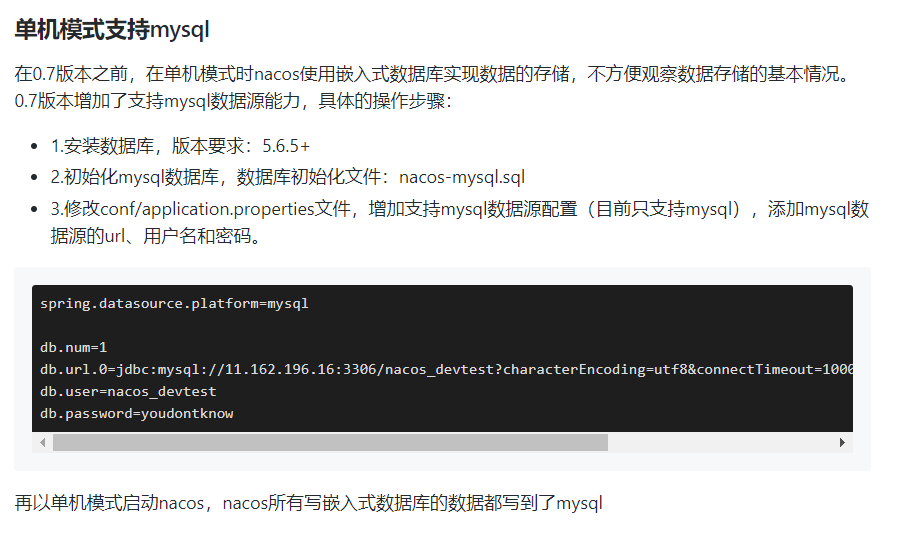 单机模式支持mysql
在0.7版本之前，在单机模式时nacos使用嵌入式数据库实现数据的存储，不方便观察数据存储的基本情况。
0.7版本增加了支持mysql数据源能力，具体的操作步骤：
1.安装数据库，版本要求：5.6.5+
2.初始化mysql数据库，数据库初始化文件：nacos-mysql.sql
3.修改conf/application.properties文件，增加支持mysql数据源配置（目前只支持mysql），添加mysql数
据源的url、用户名和密码。
spring.datasource.platform=mysql
db.num=1
db.url.0=jdbc:mysql://11.162.196.16:3306/nacos_devtest?characterEncoding=utf8&connectTimeout=1000
db.user=nacos_devtest
db.password=youdontknow
再以单机模式启动nacos，nacos所有写嵌入式数据库的数据都写到了mysql